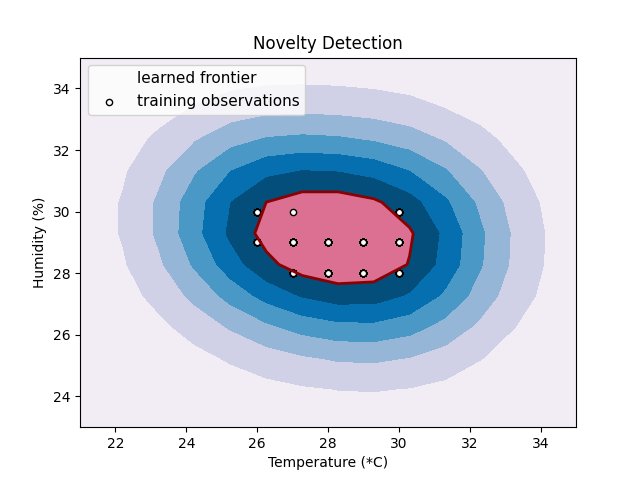 Novelty Detection
learned frontier
training observations
34
32
30
28
26
24
Humidity (%)
22 24 26 28 30 32 34
Temperature (*C)